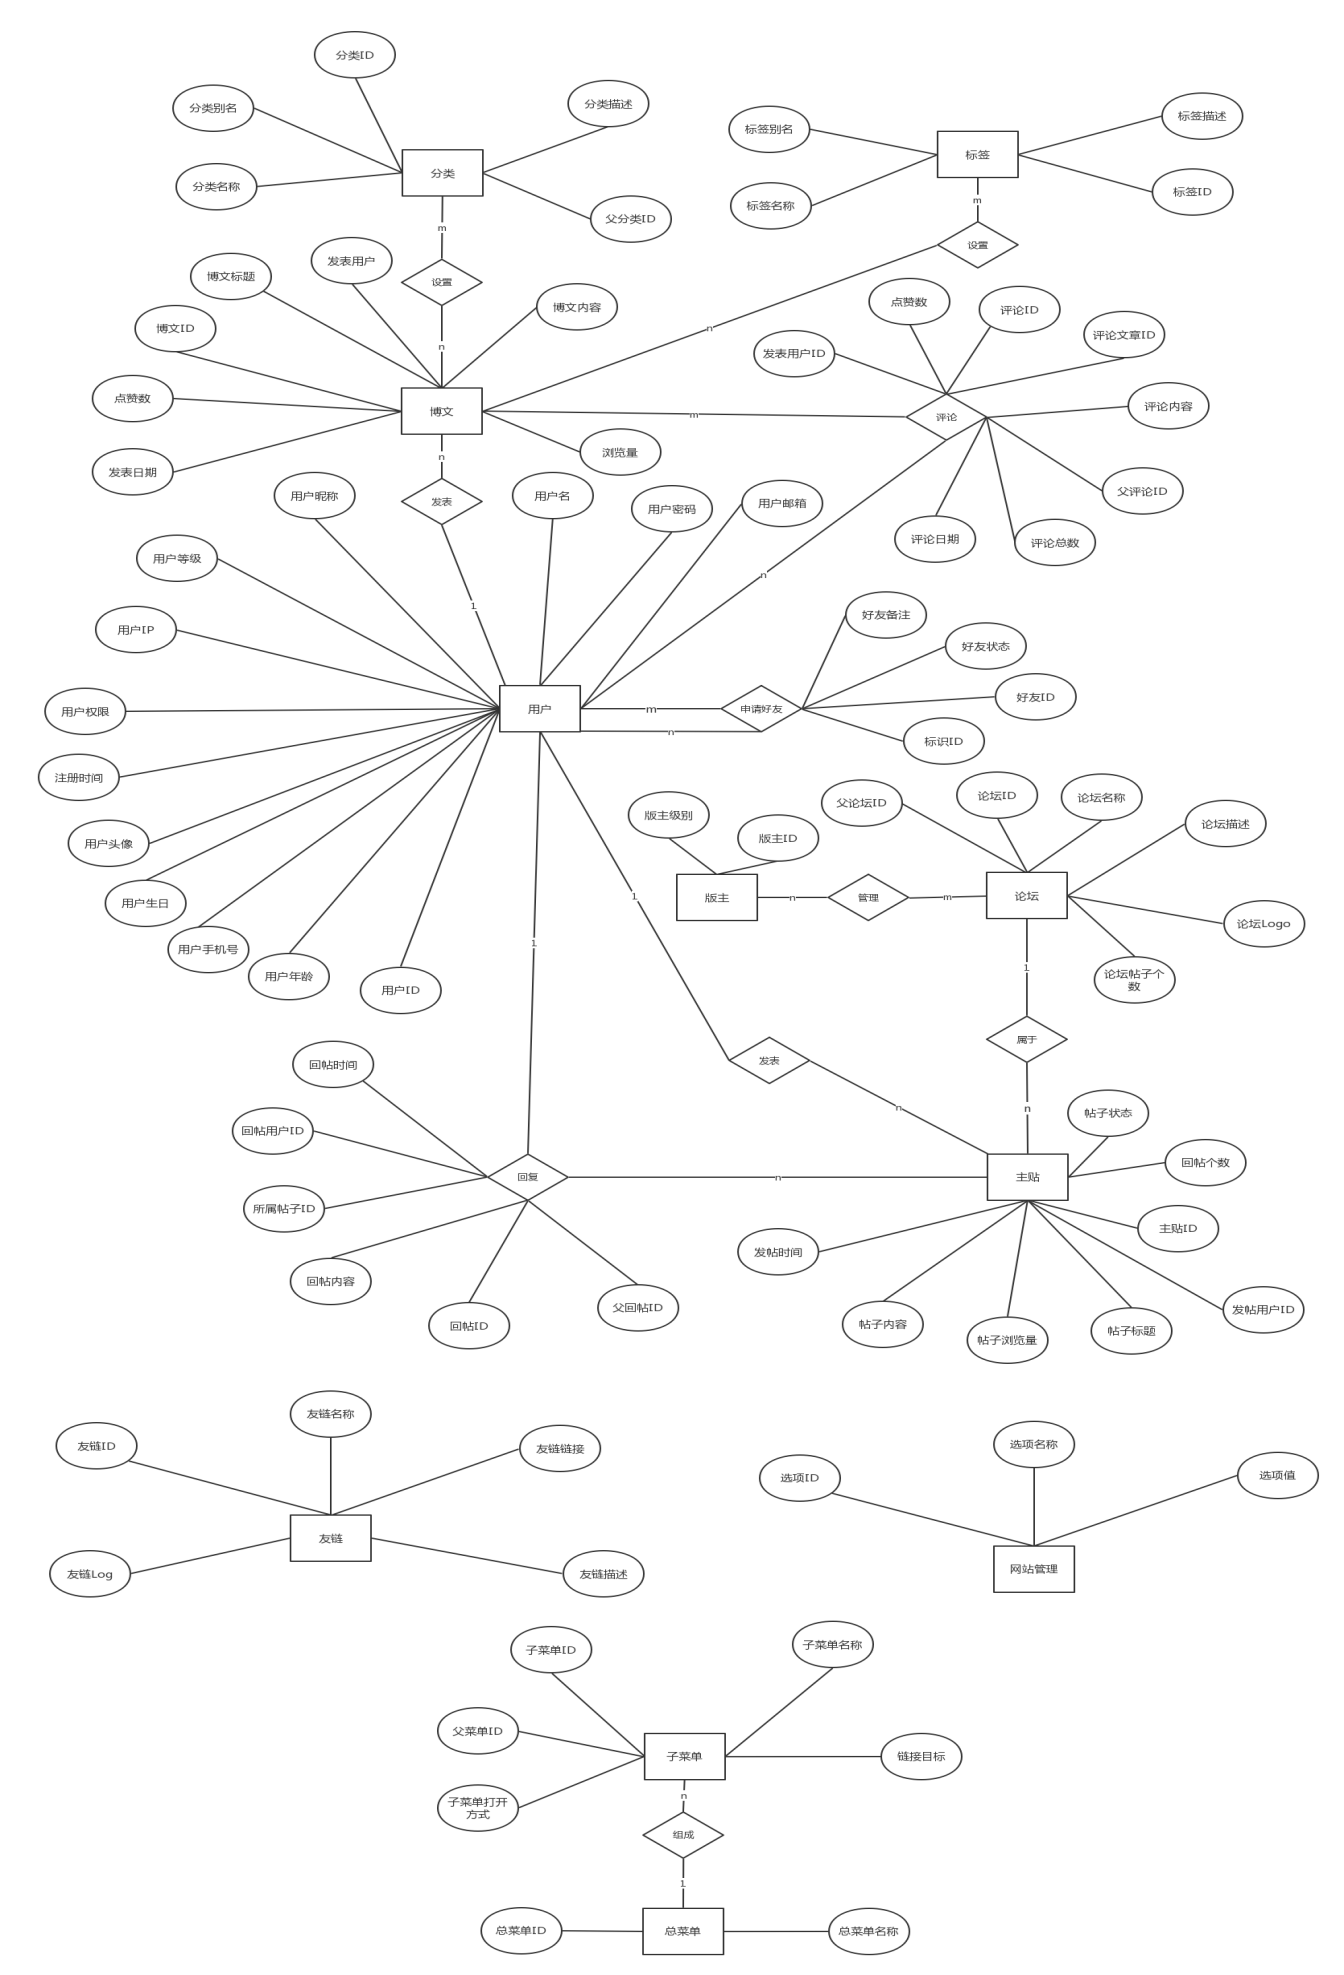 分类ID
分类别名
分类描述
分类名称
分类
父分类ID
m
设置
n
标签别名
标签描述
标签
标签名称
标签ID
m
设置
n
博文标题
发表用户
博文内容
博文ID
点赞数
博文
发表日期
浏览量
m
点赞数
评论ID
评论文章ID
发表用户ID
评论内容
评论
父评论ID
评论日期
评论总数
n
n
发表
1
用户昵称
用户名
用户密码
用户邮箱
用户等级
用户IP
用户权限
用户
注册时间
用户头像
用户生日
用户手机号
用户年龄
用户ID
m
申请好友
n
好友备注
好友状态
好友ID
标识ID
版主级别
版主ID
版主
n
管理
m
父论坛ID
论坛ID
论坛名称
论坛描述
论坛
论坛Logo
论坛帖子个
数
1
属于
n
1
发表
n
1
回帖时间
回帖用户ID
回复
所属帖子ID
回帖内容
回帖ID
父回帖ID
n
帖子状态
回帖个数
主贴
主贴ID
发帖时间
发帖用户ID
帖子内容
帖子浏览量
帖子标题
友链名称
友链ID
友链链接
友链
友链Log
友链描述
选项名称
选项ID
选项值
网站管理
子菜单ID
子菜单名称
父菜单ID
子菜单
链接目标
子菜单打开
方式
n
组成
1
总菜单ID
总菜单
总菜单名称